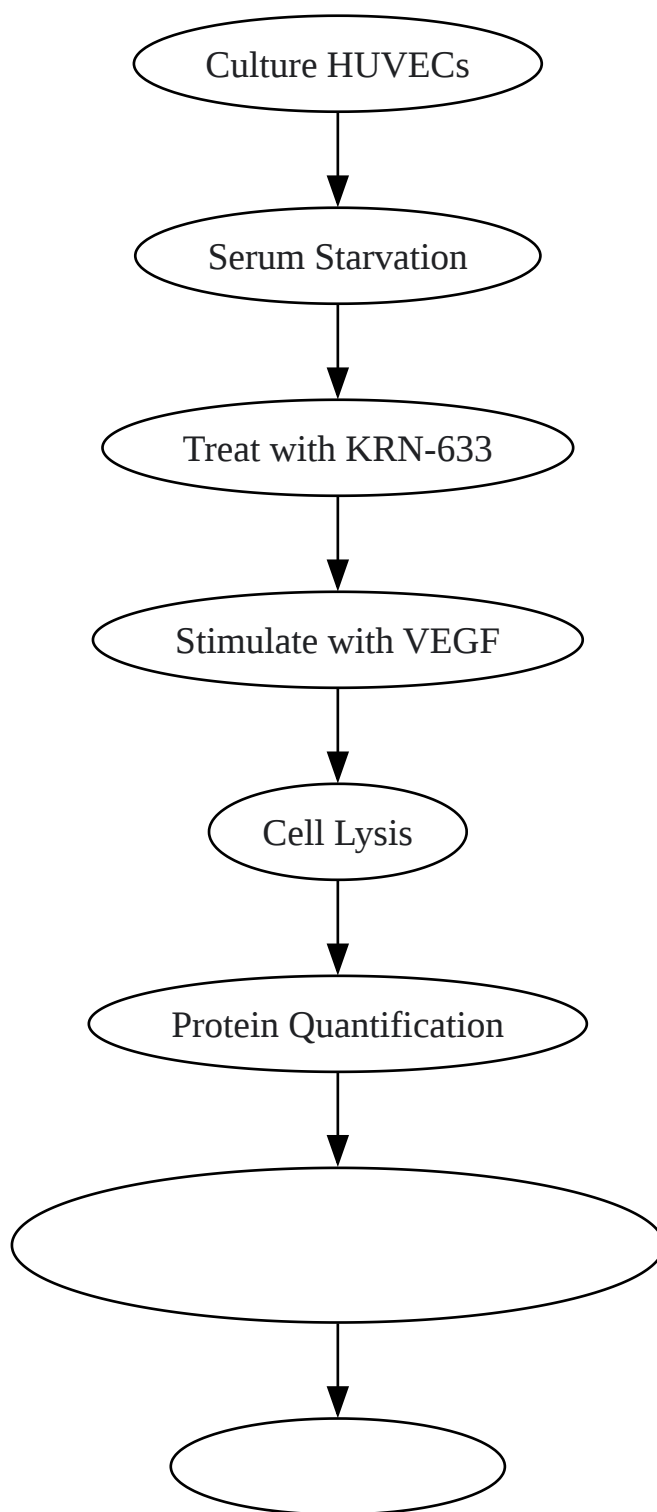 Culture HUVECs
Serum Starvation
Treat with KRN-633
Stimulate with VEGF
Cell Lysis
Protein Quantification